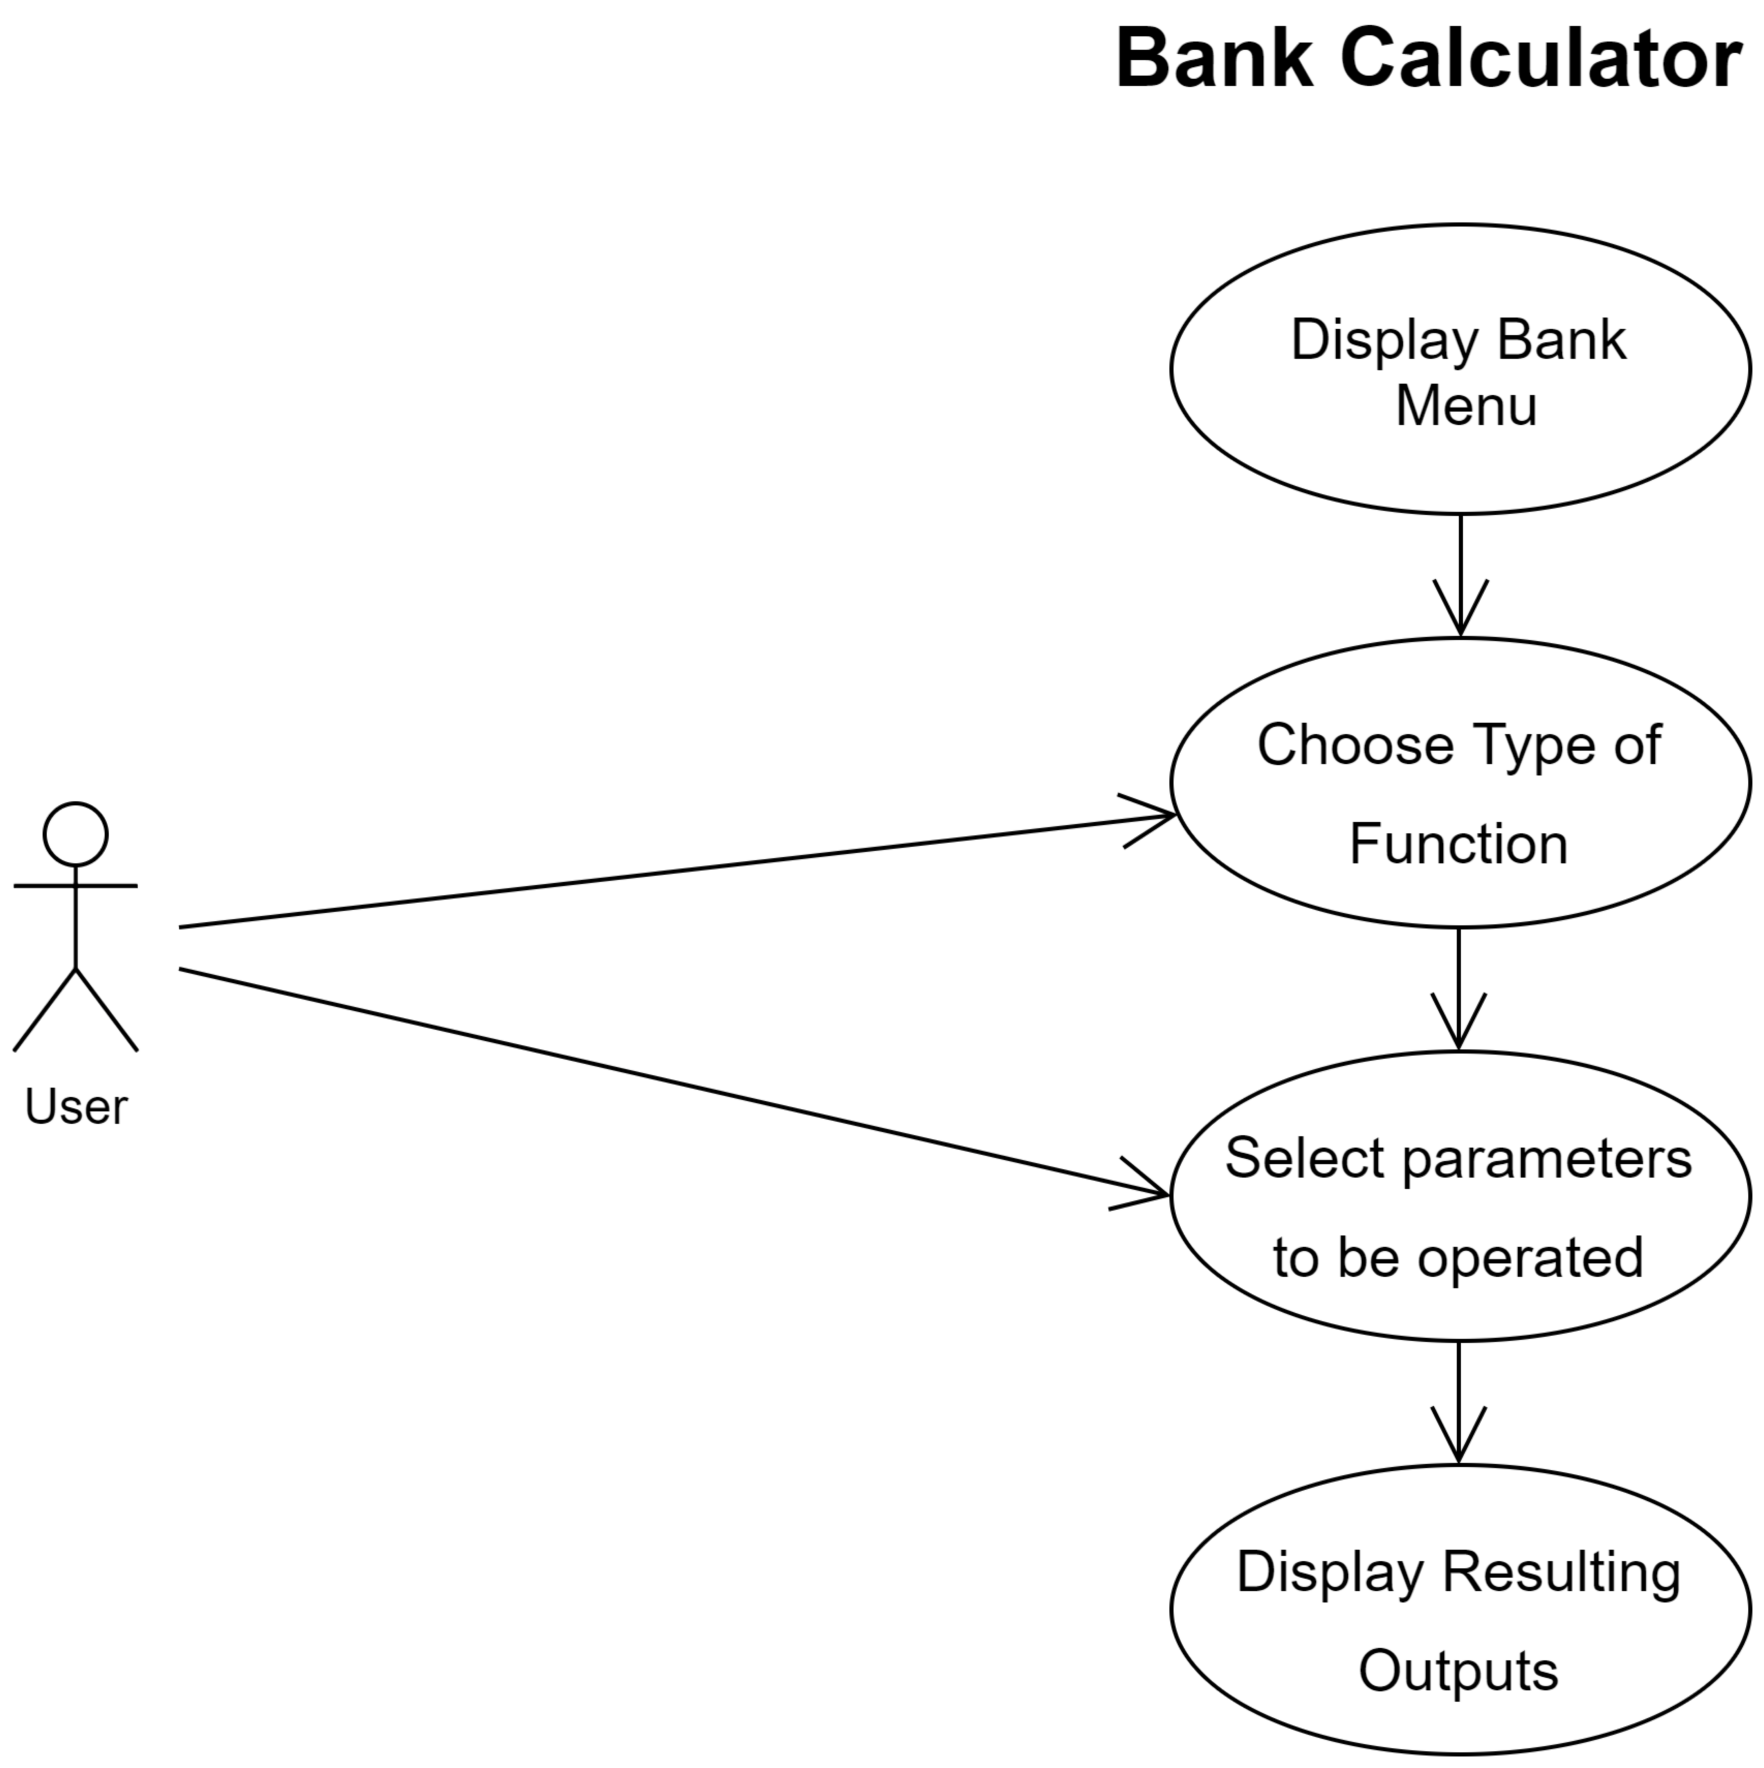 Bank Calculator
Display Bank
Menu
Choose Type of
Function
User
Select parameters
to be operated
Display Resulting
Outputs